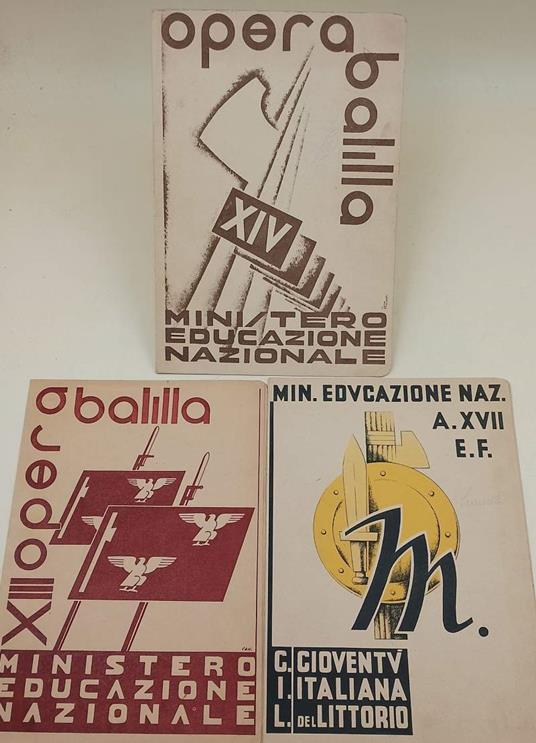 opera
balilla
XIV
MINISTERO
EDUCAZIONE
NAZIONALE
opera
balilla
XIII
MINISTERO
EDUCAZIONE
NAZIONALE
MIN. EDVCAZIONE NAZ.
A. XVII
E. F.
M.
G. GIOVENTV
I. ITALIANA
L. DEL LITTORIO